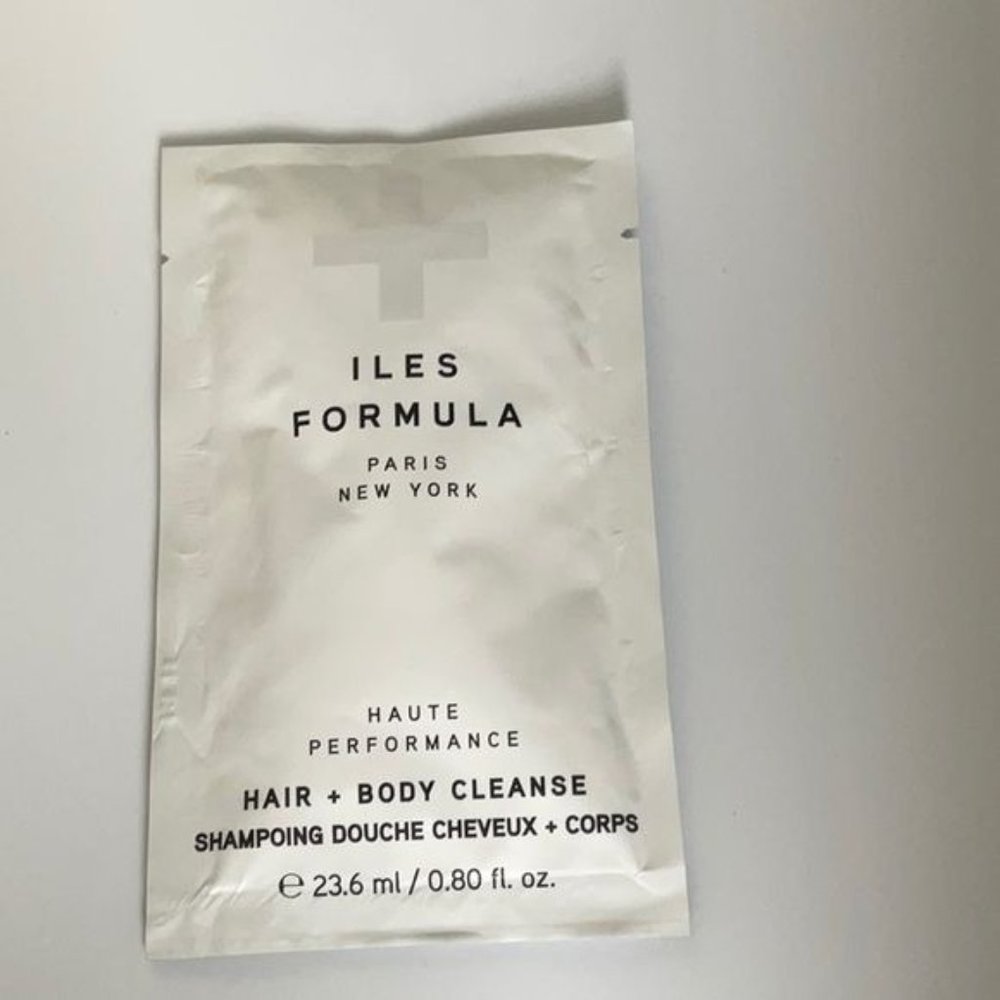 ILES
FORMULA
PARIS
NEW YORK
HAUTE
PERFORMANCE
HAIR + BODY CLEANSE
SHAMPOING DOUCHE CHEVEUX + CORPS
℮ 23.6 ml / 0.80 fl. oz.